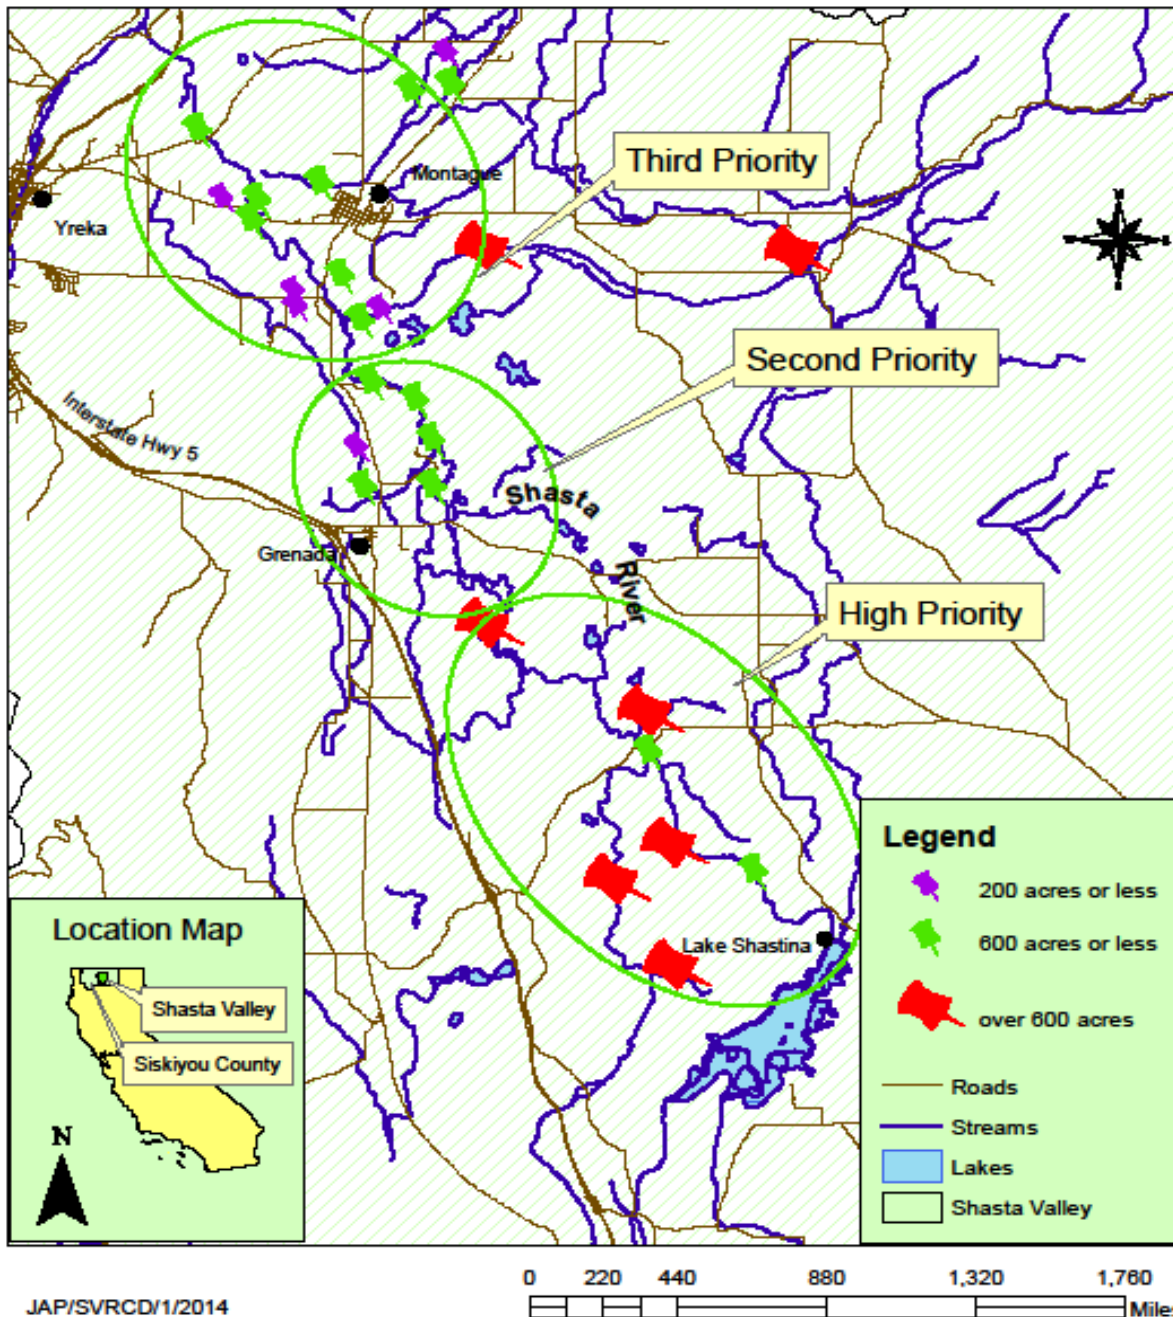 Third Priority
Montague
Yreka
Second Priority
Interstate Hwy 5
Shasta
River
Grenada
High Priority
Lake Shastina
Legend
200 acres or less
600 acres or less
over 600 acres
Roads
Streams
Lakes
Shasta Valley
Location Map
Shasta Valley
Siskiyou County
N
0 220 440 880 1,320 1,760
Miles
JAP/SVRCD/1/2014